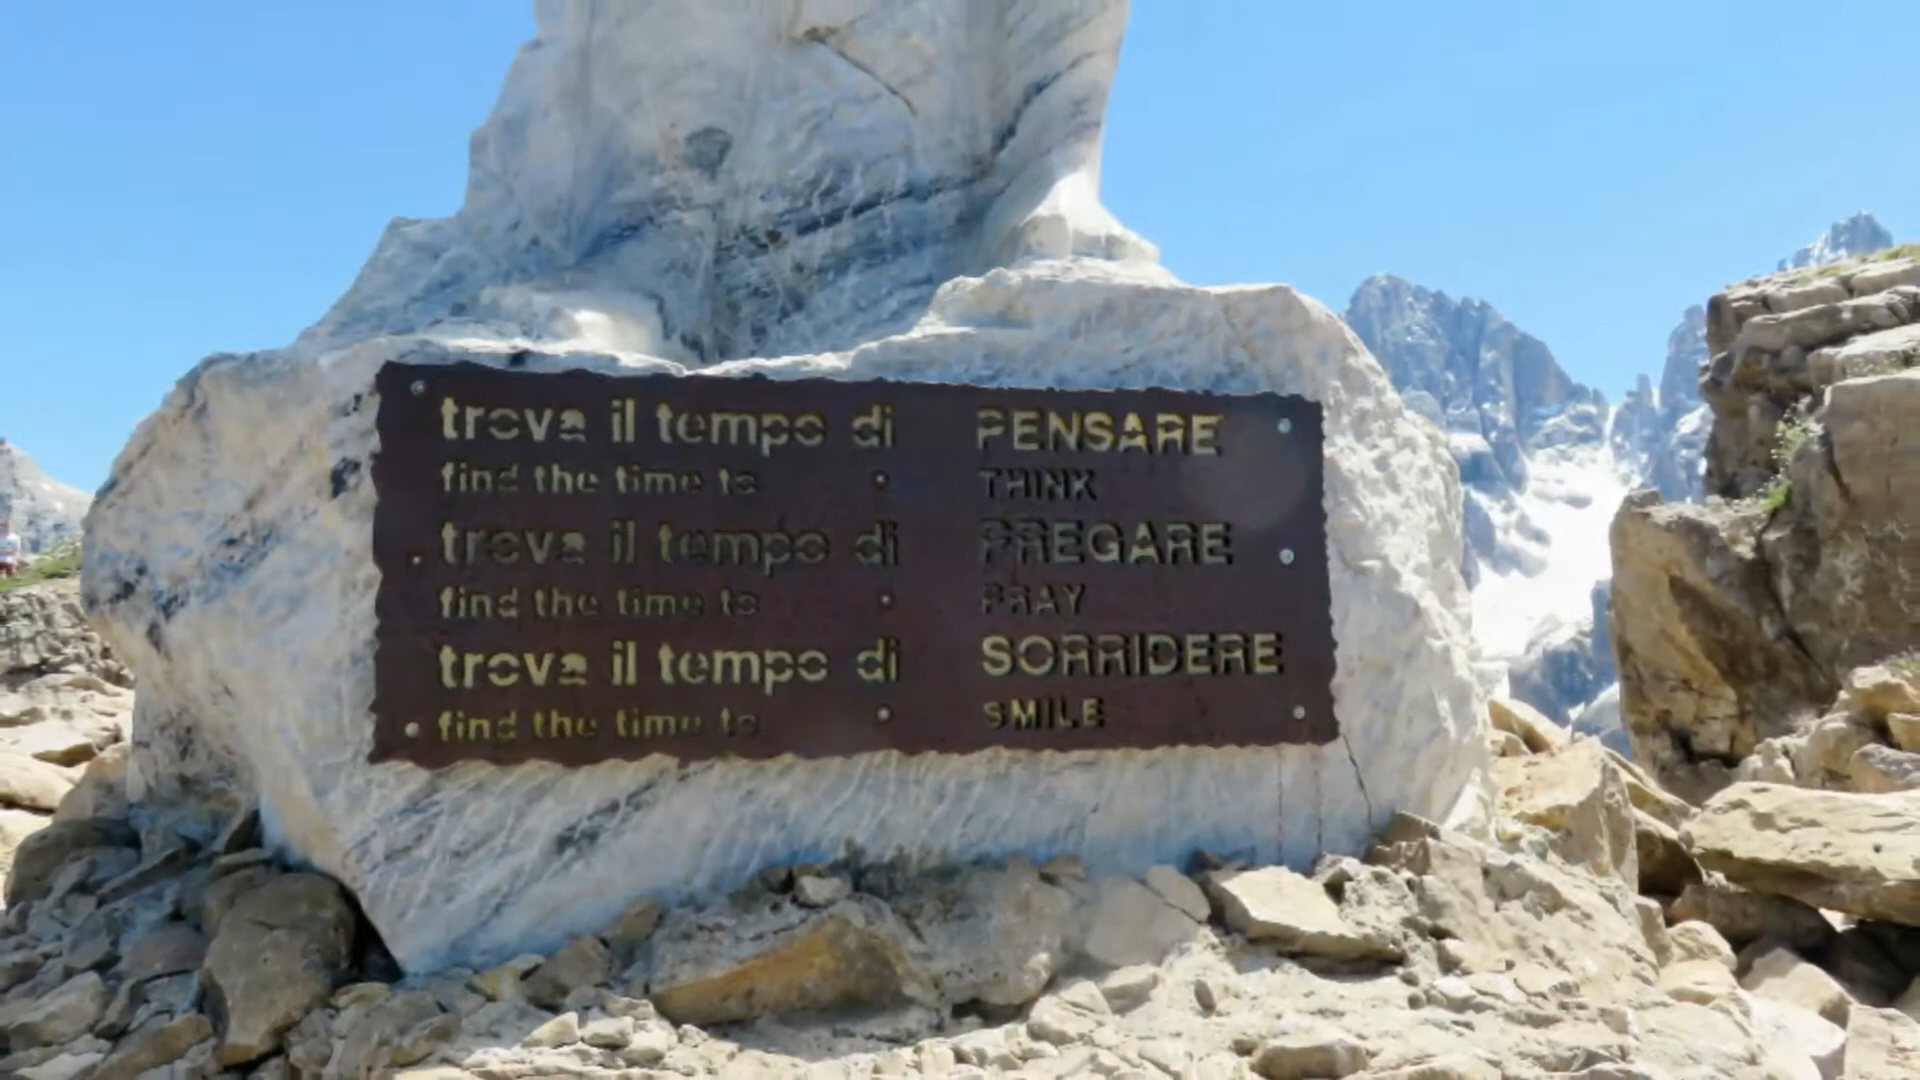 trova il tempo di PENSARE
find the time to THINK
trova il tempo di PREGARE
find the time to PRAY
trova il tempo di SORRIDERE
find the time to SMILE